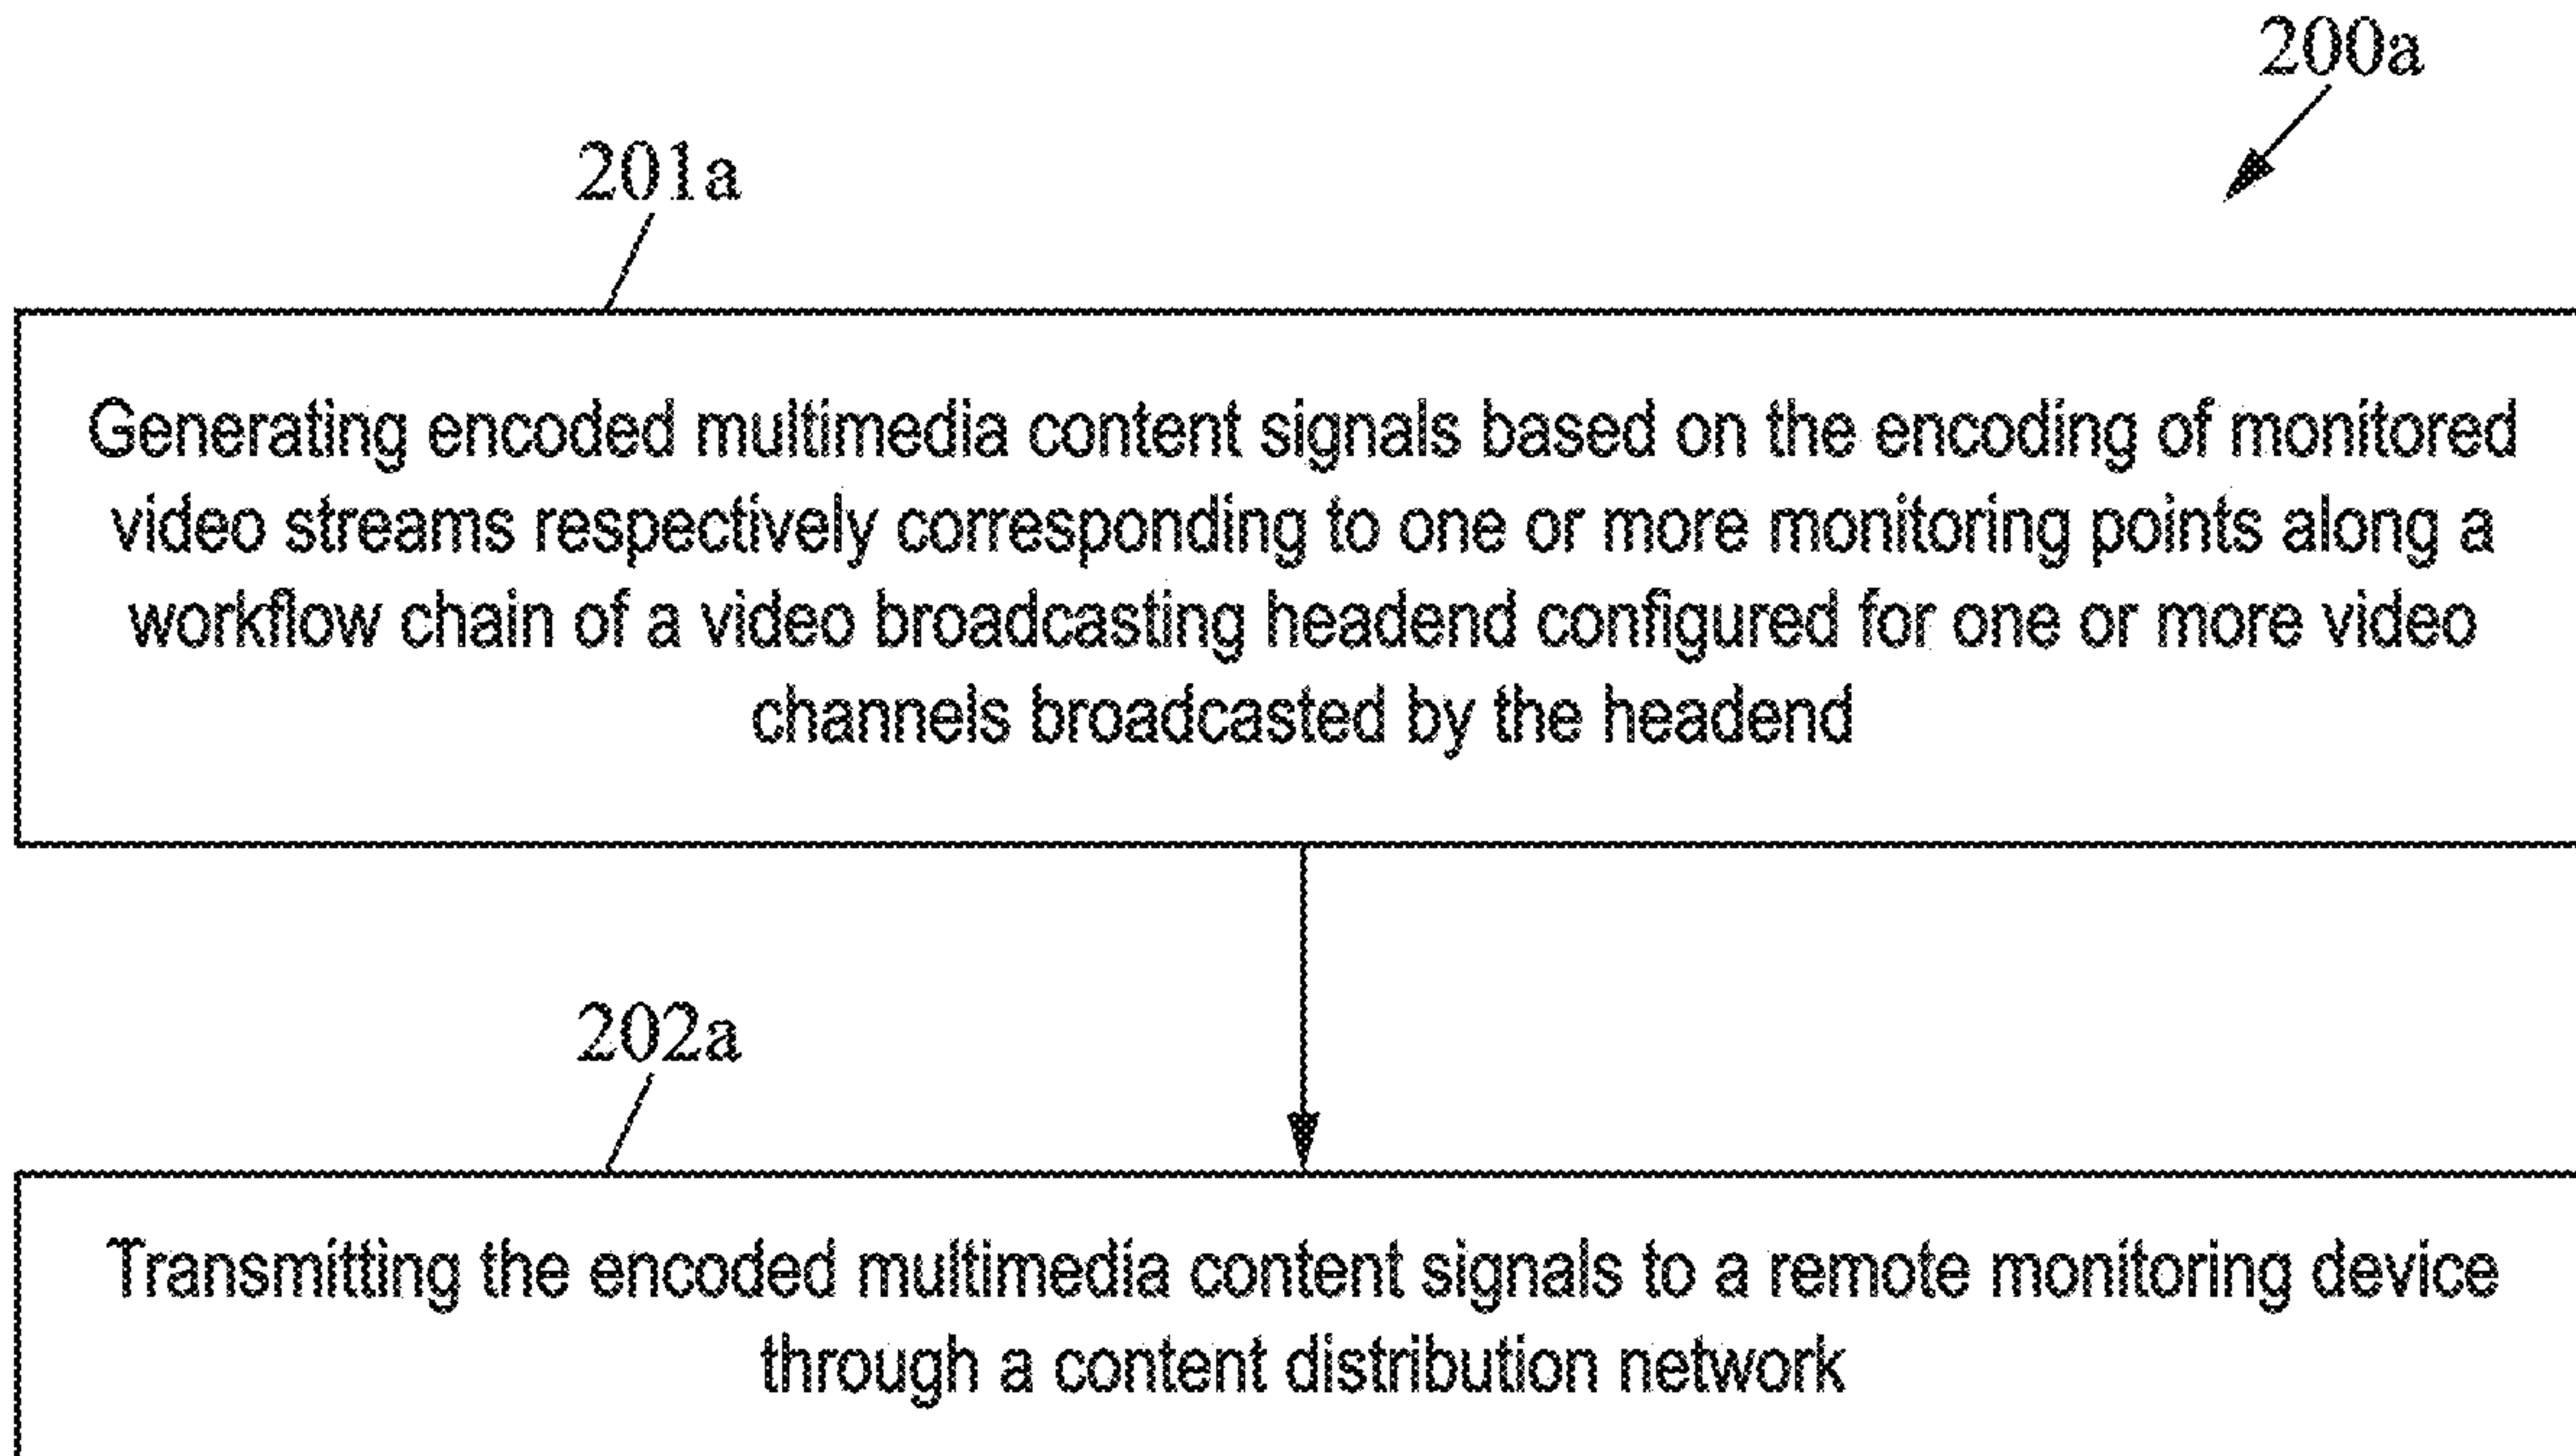 200a
201a
Generating encoded multimedia content signals based on the encoding of monitored
video streams respectively corresponding to one or more monitoring points along a
workflow chain of a video broadcasting headend configured for one or more video
channels broadcasted by the headend
202a
Transmitting the encoded multimedia content signals to a remote monitoring device
through a content distribution network